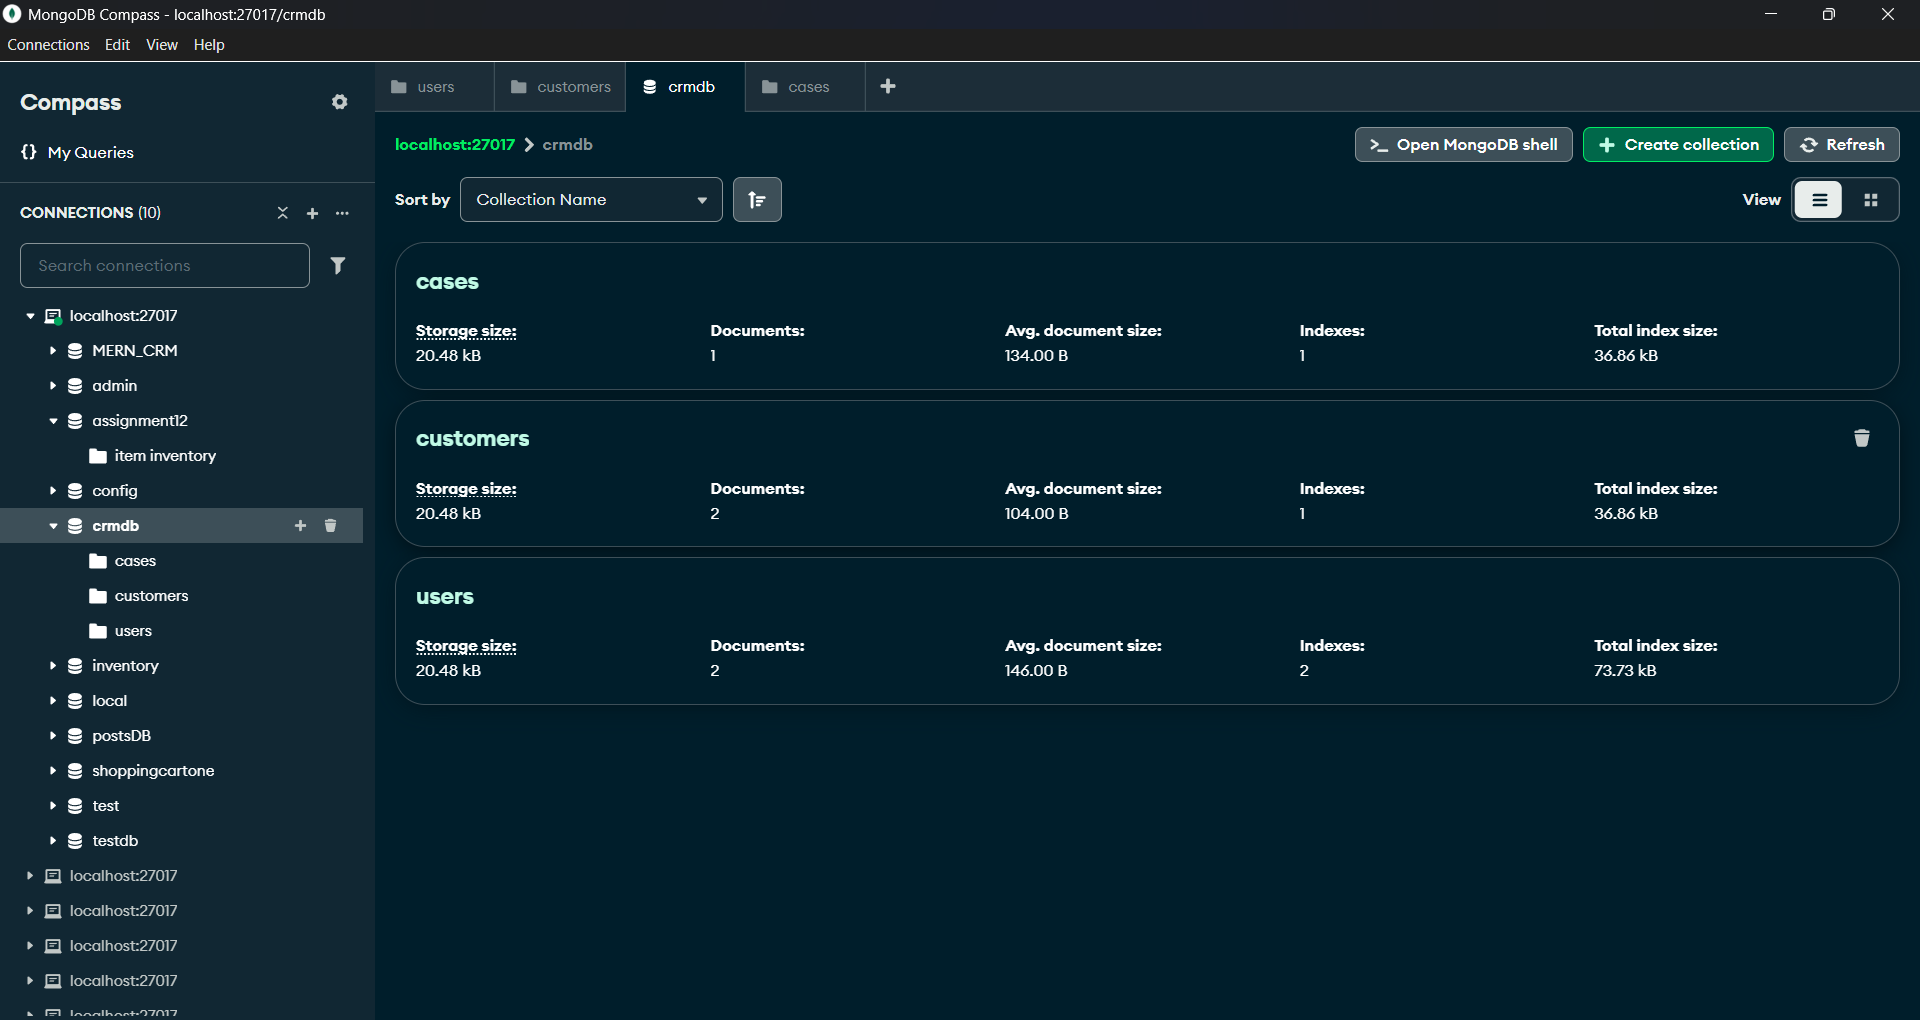 MongoDB Compass - localhost:27017/crmdb
Connections Edit View Help
Compass
{} My Queries
CONNECTIONS (10)
Search connections
localhost:27017
MERN_CRM
admin
assignment12
item inventory
config
crmdb
cases
customers
users
inventory
local
postsDB
shoppingcartone
test
testdb
localhost:27017
localhost:27017
localhost:27017
localhost:27017
localhost:27017
users customers crmdb cases
localhost:27017 > crmdb
>_ Open MongoDB shell + Create collection Refresh
Sort by Collection Name View
cases
Storage size: Documents: Avg. document size: Indexes: Total index size:
20.48 kB 1 134.00 B 1 36.86 kB
customers
Storage size: Documents: Avg. document size: Indexes: Total index size:
20.48 kB 2 104.00 B 1 36.86 kB
users
Storage size: Documents: Avg. document size: Indexes: Total index size:
20.48 kB 2 146.00 B 2 73.73 kB